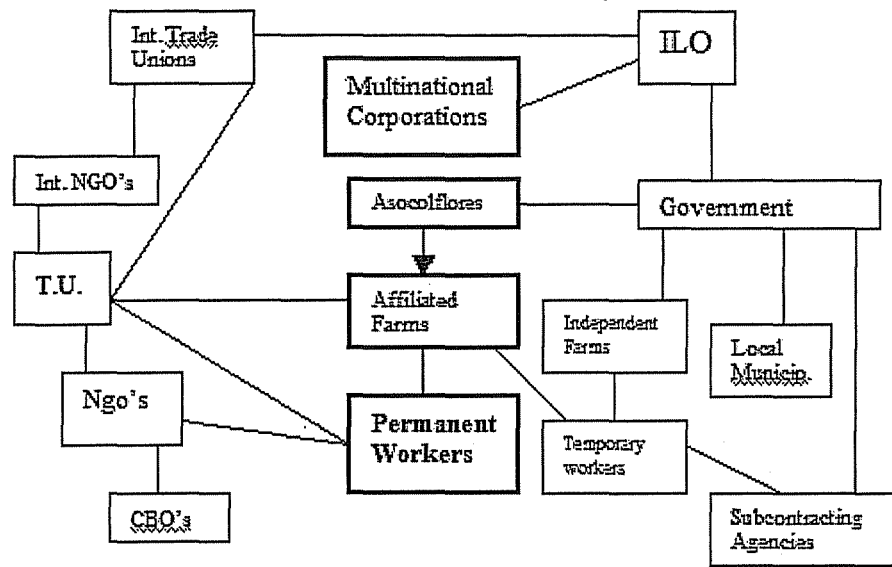 Int. Trade
Unions
ILO
Multinational
Corporations
Int. NGO's
Asocolflores
Government
T.U.
Affiliated
Farms
Independent
Farms
Local
Municip.
Ngo's
Permanent
Workers
Temporary
workers
CBO's
Subcontracting
Agencies